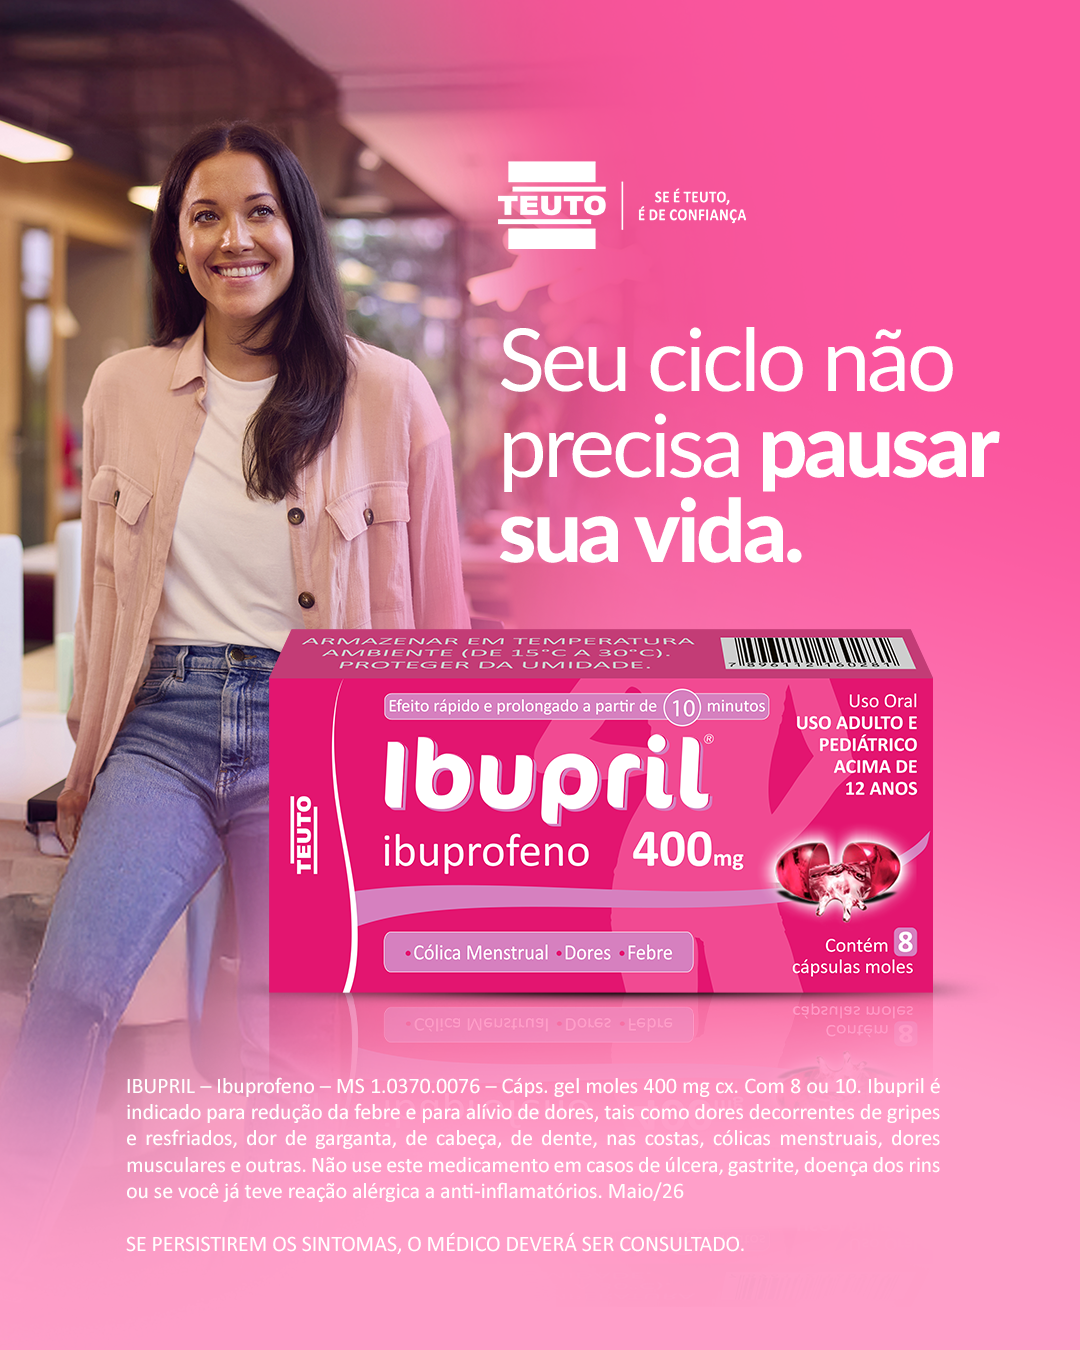 TEUTO
SE É TEUTO,
É DE CONFIANÇA
Seu ciclo não
precisa pausar
sua vida.
ARMAZENAR EM TEMPERATURA
AMBIENTE (DE 15°C A 30°C).
PROTEGER DA UMIDADE.
7 896112 160281
Efeito rápido e prolongado a partir de 10 minutos
Uso Oral
USO ADULTO E
PEDIÁTRICO
ACIMA DE
12 ANOS
Ibupril®
TEUTO
ibuprofeno 400mg
•Cólica Menstrual •Dores •Febre
Contém 8
cápsulas moles
IBUPRIL – Ibuprofeno – MS 1.0370.0076 – Cáps. gel moles 400 mg cx. Com 8 ou 10. Ibupril é
indicado para redução da febre e para alívio de dores, tais como dores decorrentes de gripes
e resfriados, dor de garganta, de cabeça, de dente, nas costas, cólicas menstruais, dores
musculares e outras. Não use este medicamento em casos de úlcera, gastrite, doença dos rins
ou se você já teve reação alérgica a anti-inflamatórios. Maio/26
SE PERSISTIREM OS SINTOMAS, O MÉDICO DEVERÁ SER CONSULTADO.